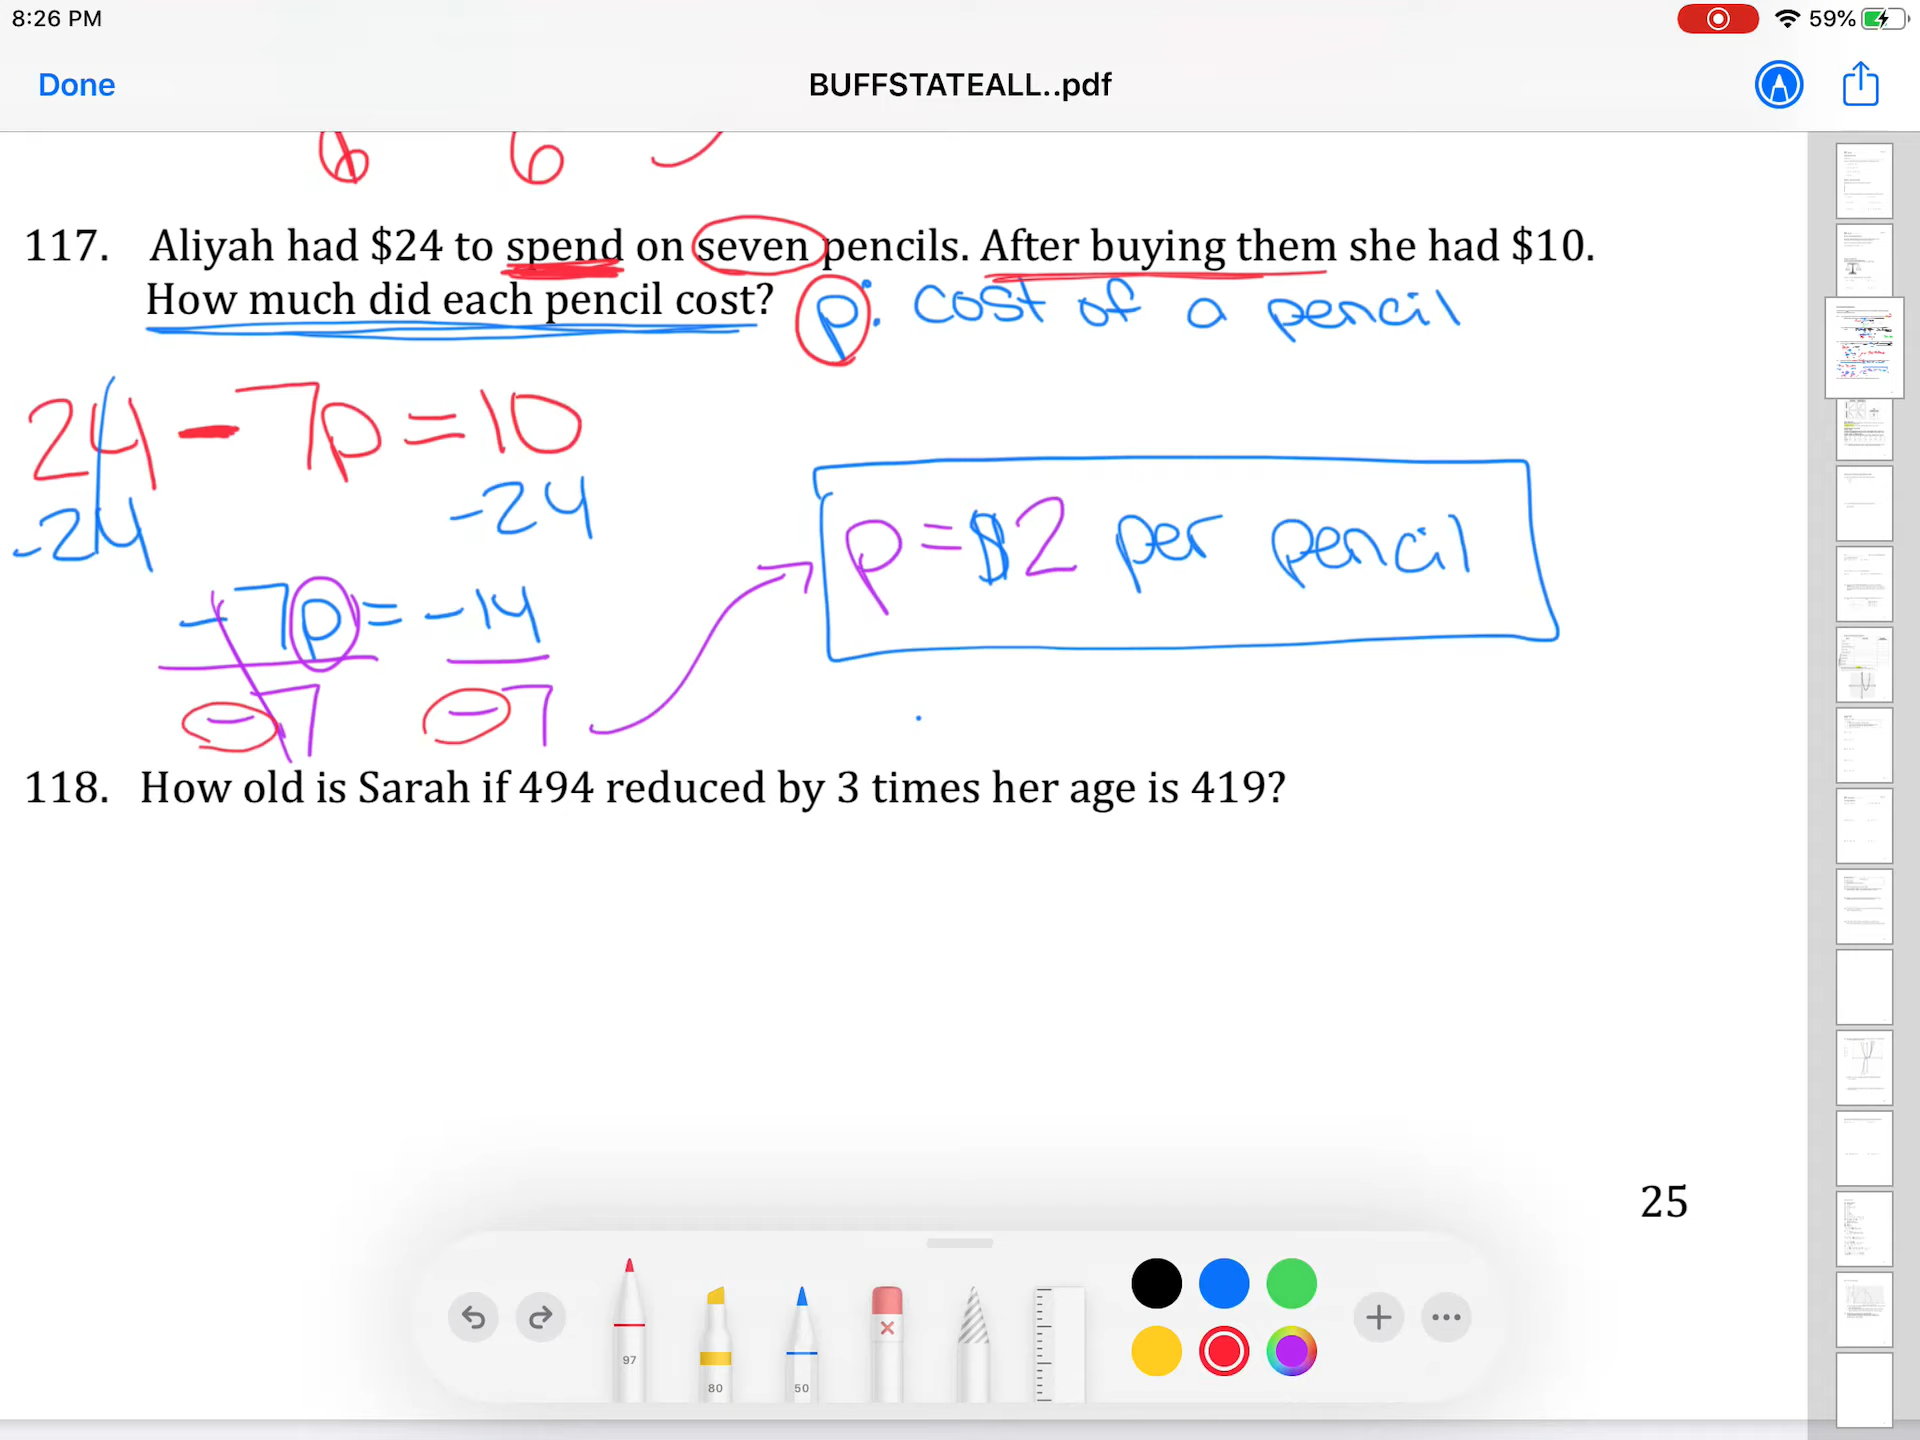 8:26 PM
59%
Done
BUFFSTATEALL..pdf
6 6
117. Aliyah had $24 to spend on seven pencils. After buying them she had $10.
How much did each pencil cost? p: cost of a pencil
24 - 7p = 10
-24 -24
p = $2 per pencil
-7p = -14
-7 -7
118. How old is Sarah if 494 reduced by 3 times her age is 419?
25
97
80
50